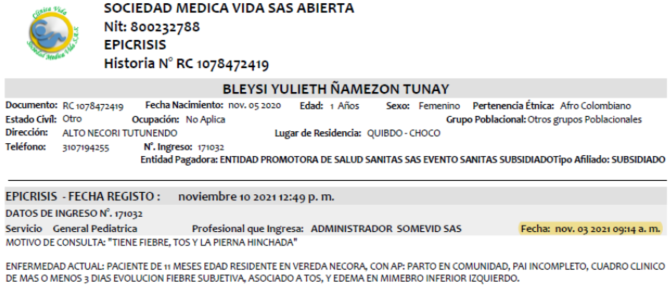 Clínica Vida
Sociedad Medica Vida S.A.S.
SOCIEDAD MEDICA VIDA SAS ABIERTA
Nit: 800232788
EPICRISIS
Historia N° RC 1078472419
BLEYSI YULIETH ÑAMEZON TUNAY
Documento: RC 1078472419 Fecha Nacimiento: nov. 05 2020 Edad: 1 Años Sexo: Femenino Pertenencia Étnica: Afro Colombiano
Estado Civil: Otro Ocupación: No Aplica Grupo Poblacional: Otros grupos Poblacionales
Dirección: ALTO NECORI TUTUNENDO Lugar de Residencia: QUIBDO - CHOCO
Teléfono: 3107194255 N°. Ingreso: 171032
Entidad Pagadora: ENTIDAD PROMOTORA DE SALUD SANITAS SAS EVENTO SANITAS SUBSIDIADOTipo Afiliado: SUBSIDIADO
EPICRISIS - FECHA REGISTO : noviembre 10 2021 12:49 p. m.
DATOS DE INGRESO N°. 171032
Servicio General Pediatrica Profesional que Ingresa: ADMINISTRADOR SOMEVID SAS Fecha: nov. 03 2021 09:14 a. m.
MOTIVO DE CONSULTA: "TIENE FIEBRE, TOS Y LA PIERNA HINCHADA"
ENFERMEDAD ACTUAL: PACIENTE DE 11 MESES EDAD RESIDENTE EN VEREDA NECORA, CON AP: PARTO EN COMUNIDAD, PAI INCOMPLETO, CUADRO CLINICO
DE MAS O MENOS 3 DIAS EVOLUCION FIEBRE SUBJETIVA, ASOCIADO A TOS, Y EDEMA EN MIMEBRO INFERIOR IZQUIERDO.